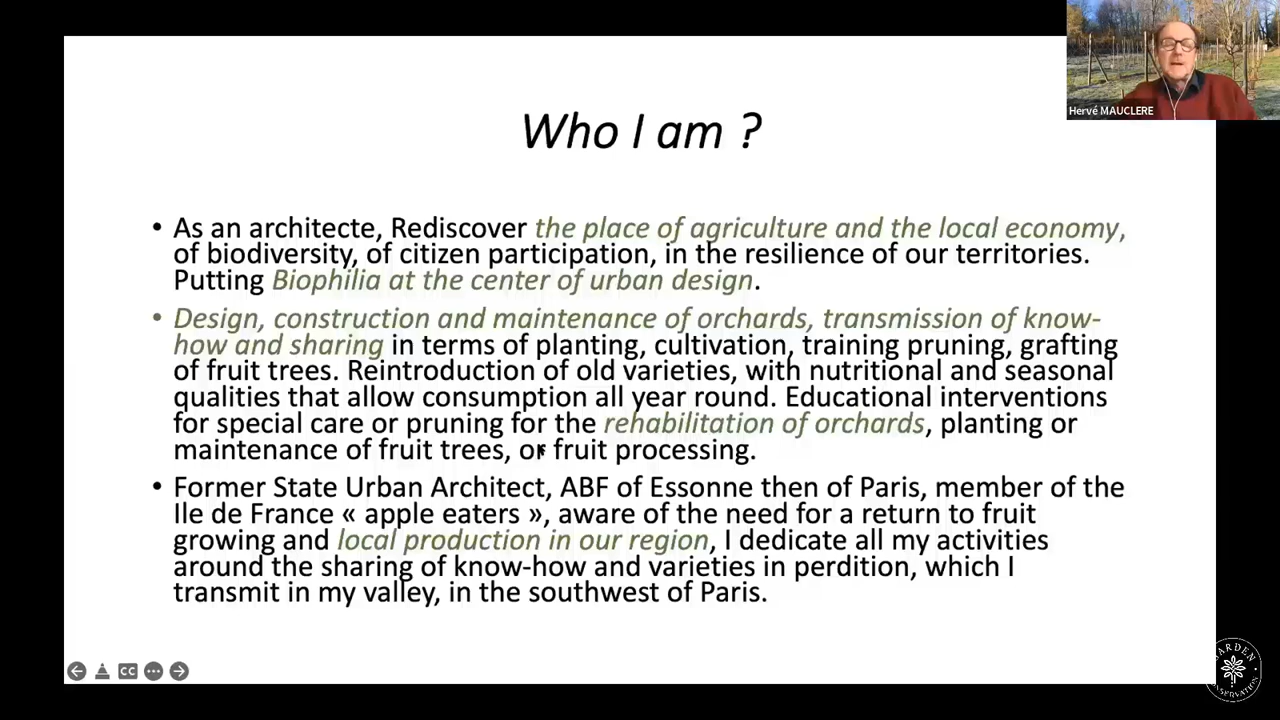 Hervé MAUCLERE
Who I am ?
• As an architecte, Rediscover the place of agriculture and the local economy,
of biodiversity, of citizen participation, in the resilience of our territories.
Putting Biophilia at the center of urban design.
• Design, construction and maintenance of orchards, transmission of know-
how and sharing in terms of planting, cultivation, training pruning, grafting
of fruit trees. Reintroduction of old varieties, with nutritional and seasonal
qualities that allow consumption all year round. Educational interventions
for special care or pruning for the rehabilitation of orchards, planting or
maintenance of fruit trees, or fruit processing.
• Former State Urban Architect, ABF of Essonne then of Paris, member of the
Ile de France « apple eaters », aware of the need for a return to fruit
growing and local production in our region, I dedicate all my activities
around the sharing of know-how and varieties in perdition, which I
transmit in my valley, in the southwest of Paris.
CC